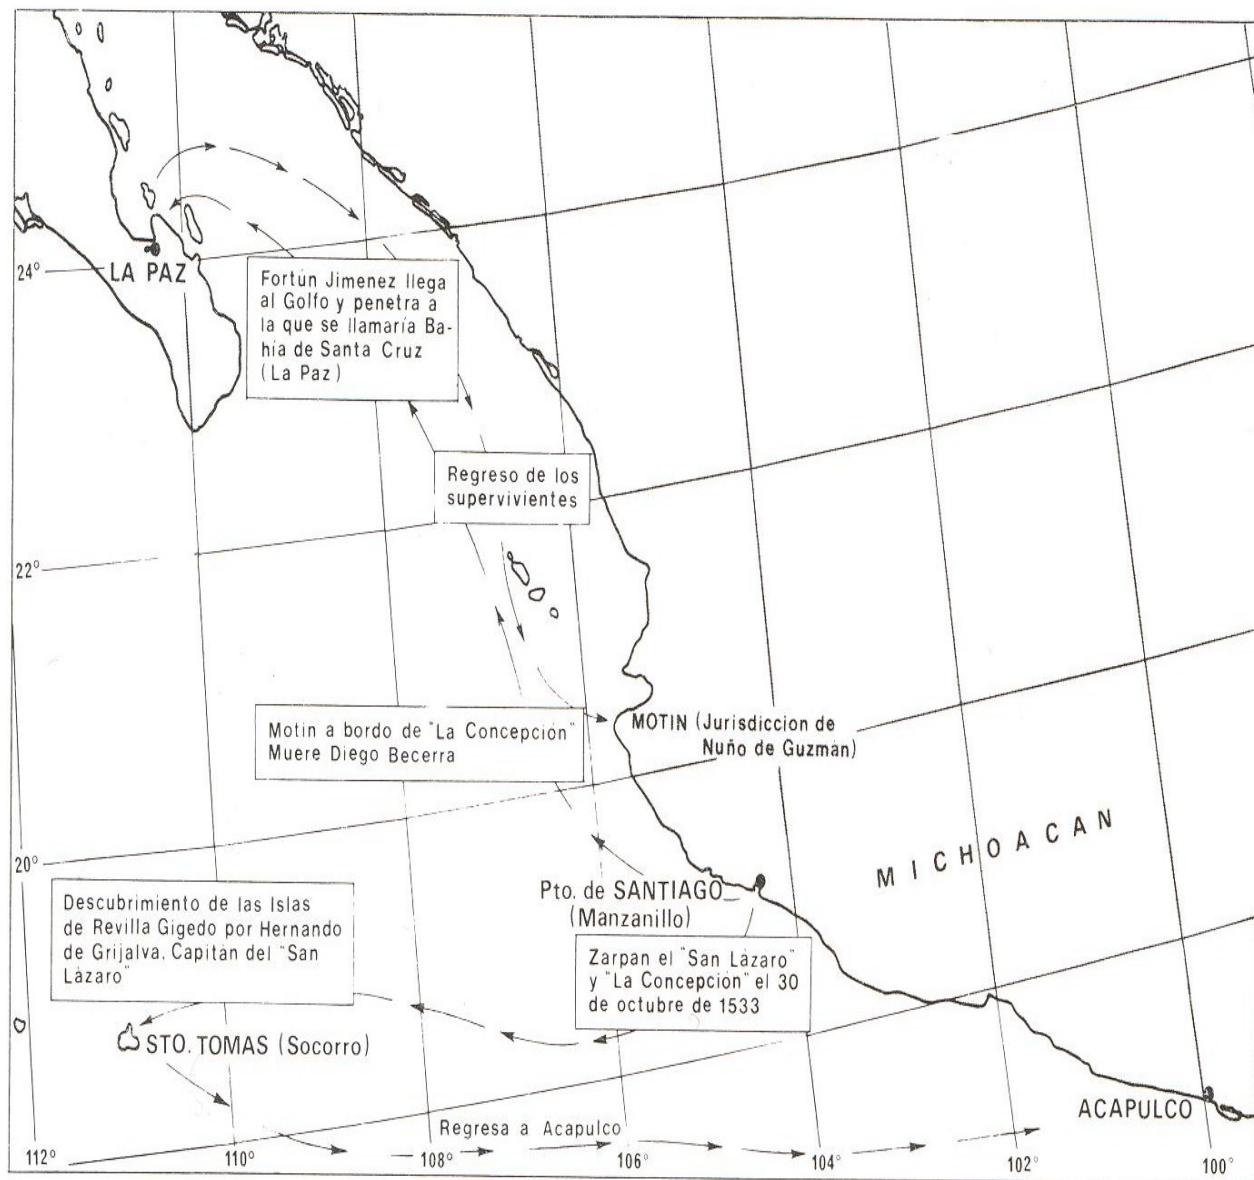 24°
LA PAZ
Fortún Jimenez llega
al Golfo y penetra a
la que se llamaría Ba-
hía de Santa Cruz
(La Paz)
Regreso de los
supervivientes
22°
Motin a bordo de "La Concepción"
Muere Diego Becerra
MOTIN (Jurisdiccion de
Nuño de Guzmán)
20°
MICHOACAN
Pto. de SANTIAGO
(Manzanillo)
Descubrimiento de las Islas
de Revilla Gigedo por Hernando
de Grijalva, Capitán del "San
Lázaro"
Zarpan el "San Lázaro"
y "La Concepción" el 30
de octubre de 1533
STO. TOMAS (Socorro)
ACAPULCO
Regresa a Acapulco
112° 110° 108° 106° 104° 102° 100°